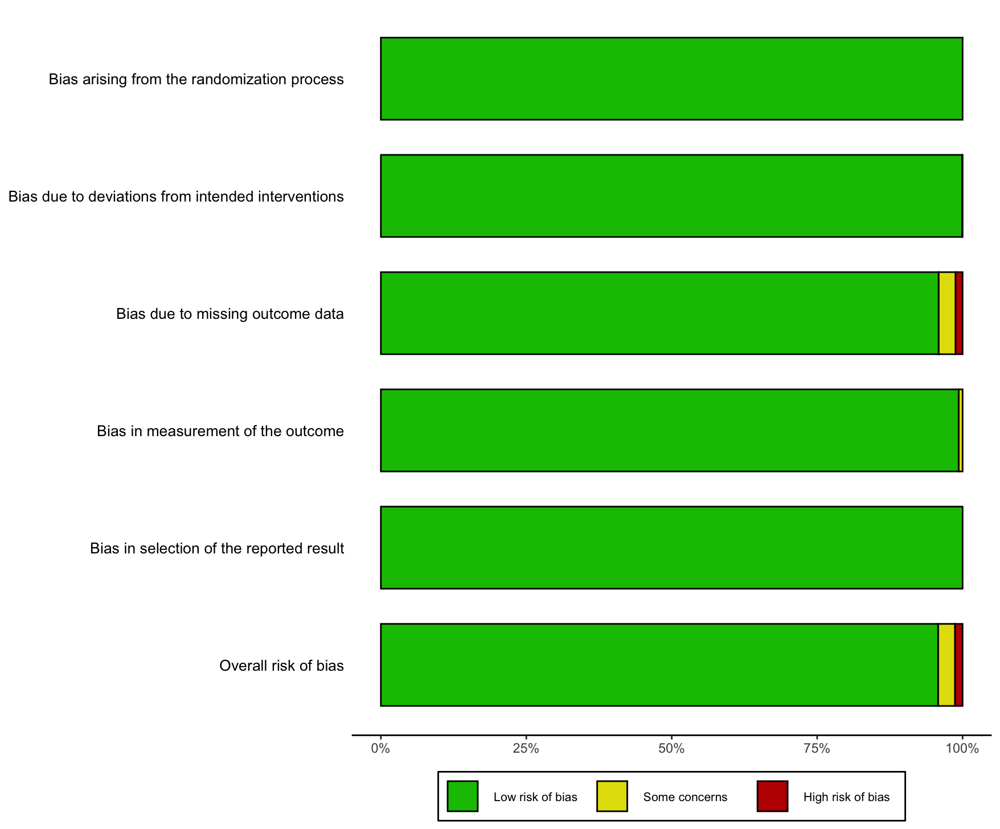 Bias arising from the randomization process
Bias due to deviations from intended interventions
Bias due to missing outcome data
Bias in measurement of the outcome
Bias in selection of the reported result
Overall risk of bias
0% 25% 50% 75% 100%
Low risk of bias Some concerns High risk of bias